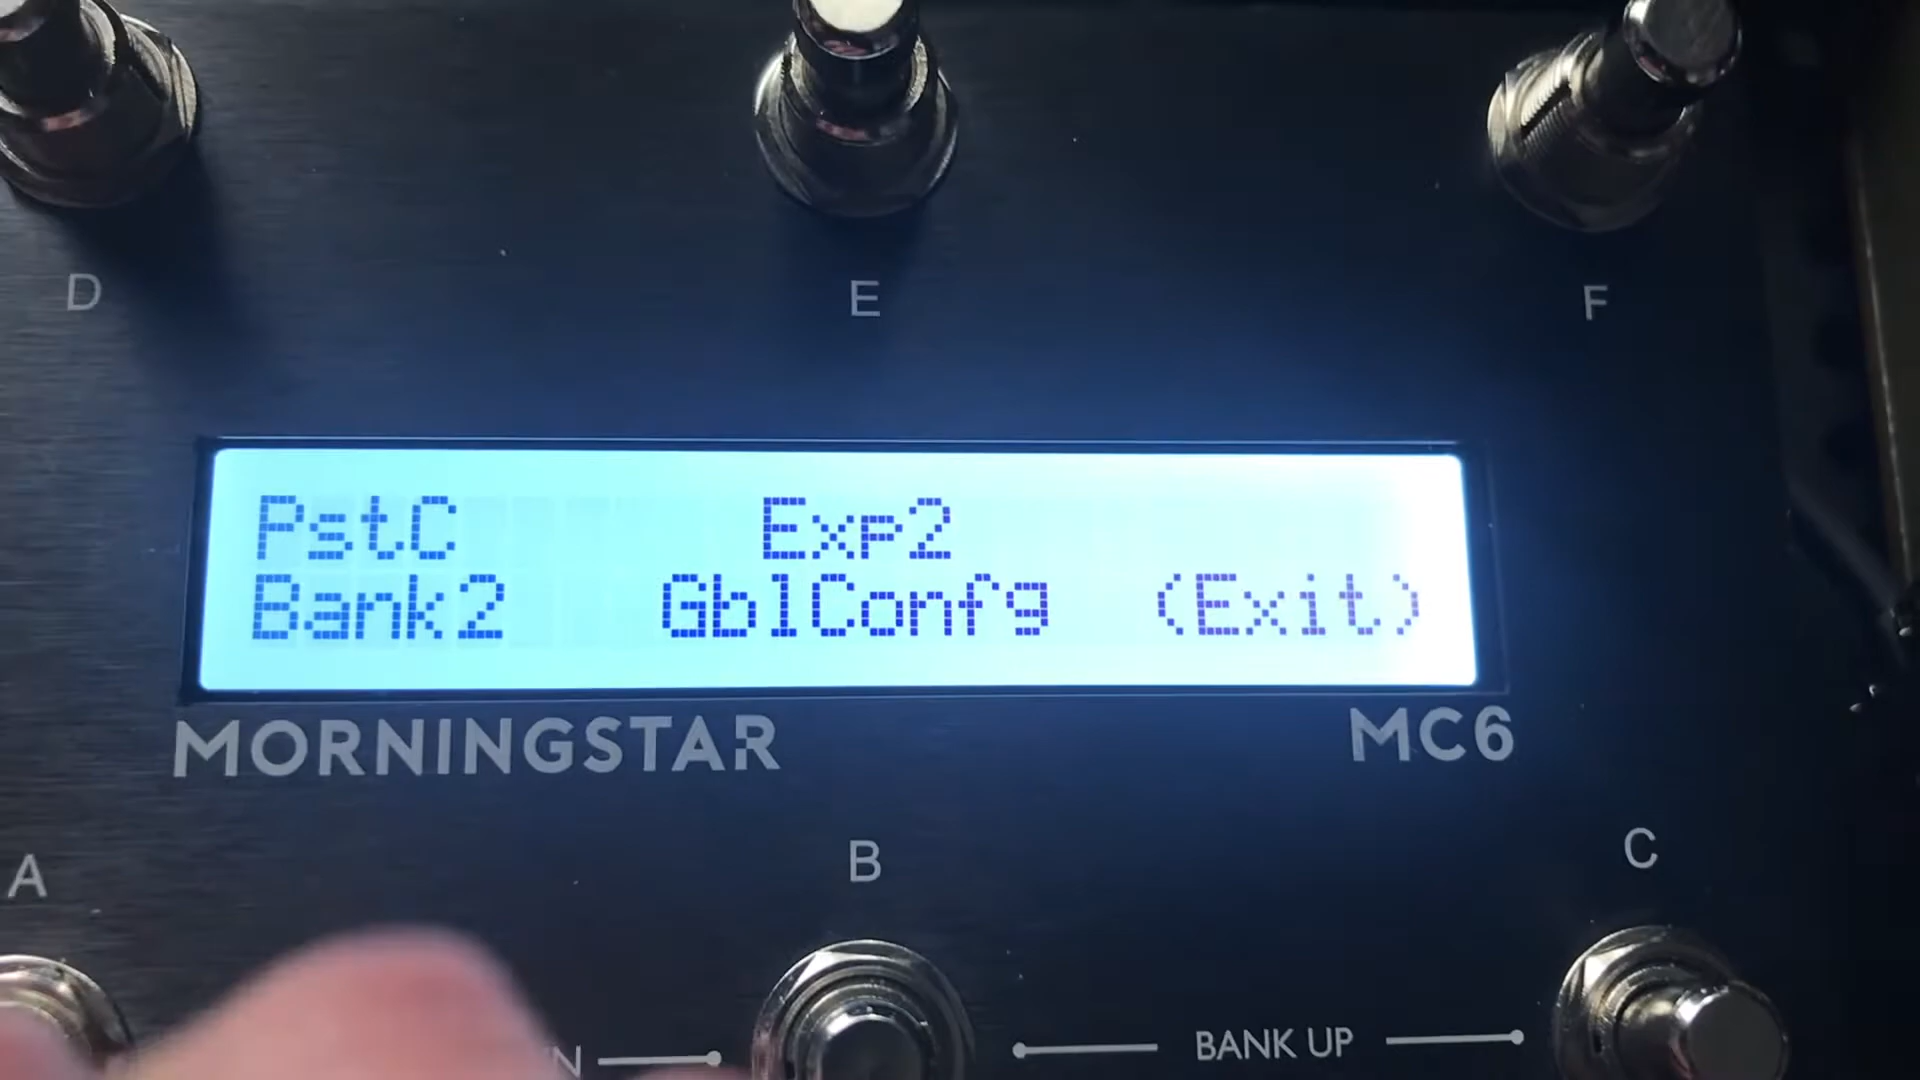 D E F
PstC Exp2
Bank2 GblConfg (Exit)
MORNINGSTAR MC6
A B C
BANK UP